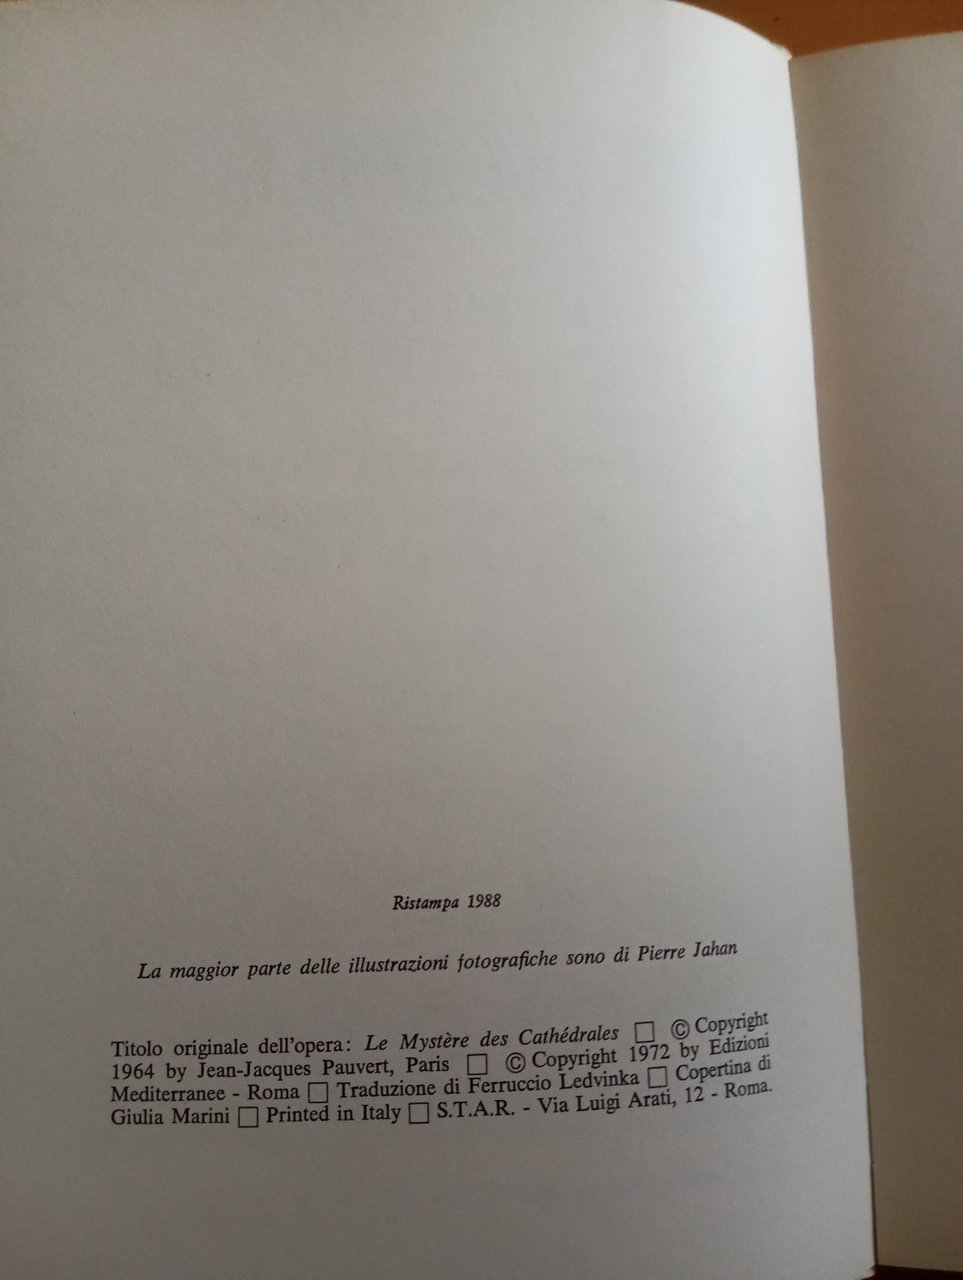 Ristampa 1988
La maggior parte delle illustrazioni fotografiche sono di Pierre Jahan
Titolo originale dell'opera: Le Mystère des Cathédrales □ © Copyright
1964 by Jean-Jacques Pauvert, Paris □ © Copyright 1972 by Edizioni
Mediterranee - Roma □ Traduzione di Ferruccio Ledvinka □ Copertina di
Giulia Marini □ Printed in Italy □ S.T.A.R. - Via Luigi Arati, 12 - Roma.